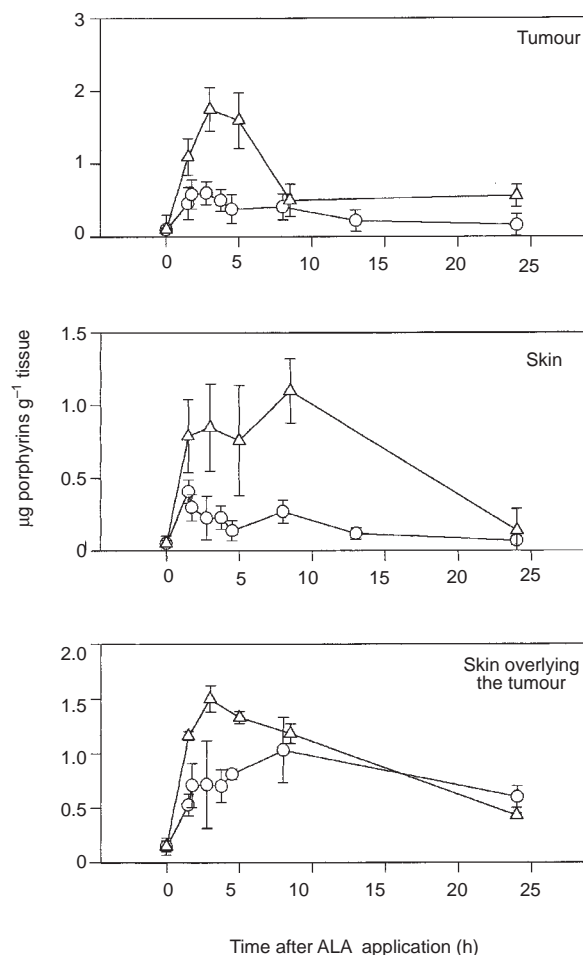 3
Tumour
2
1
0
0 5 10 15 20 25
1.5
Skin
1.0
0.5
0
0 5 10 15 20 25
µg porphyrins g⁻¹ tissue
2.0
Skin overlying
the tumour
1.5
1.0
0.5
0
0 5 10 15 20 25
Time after ALA application (h)